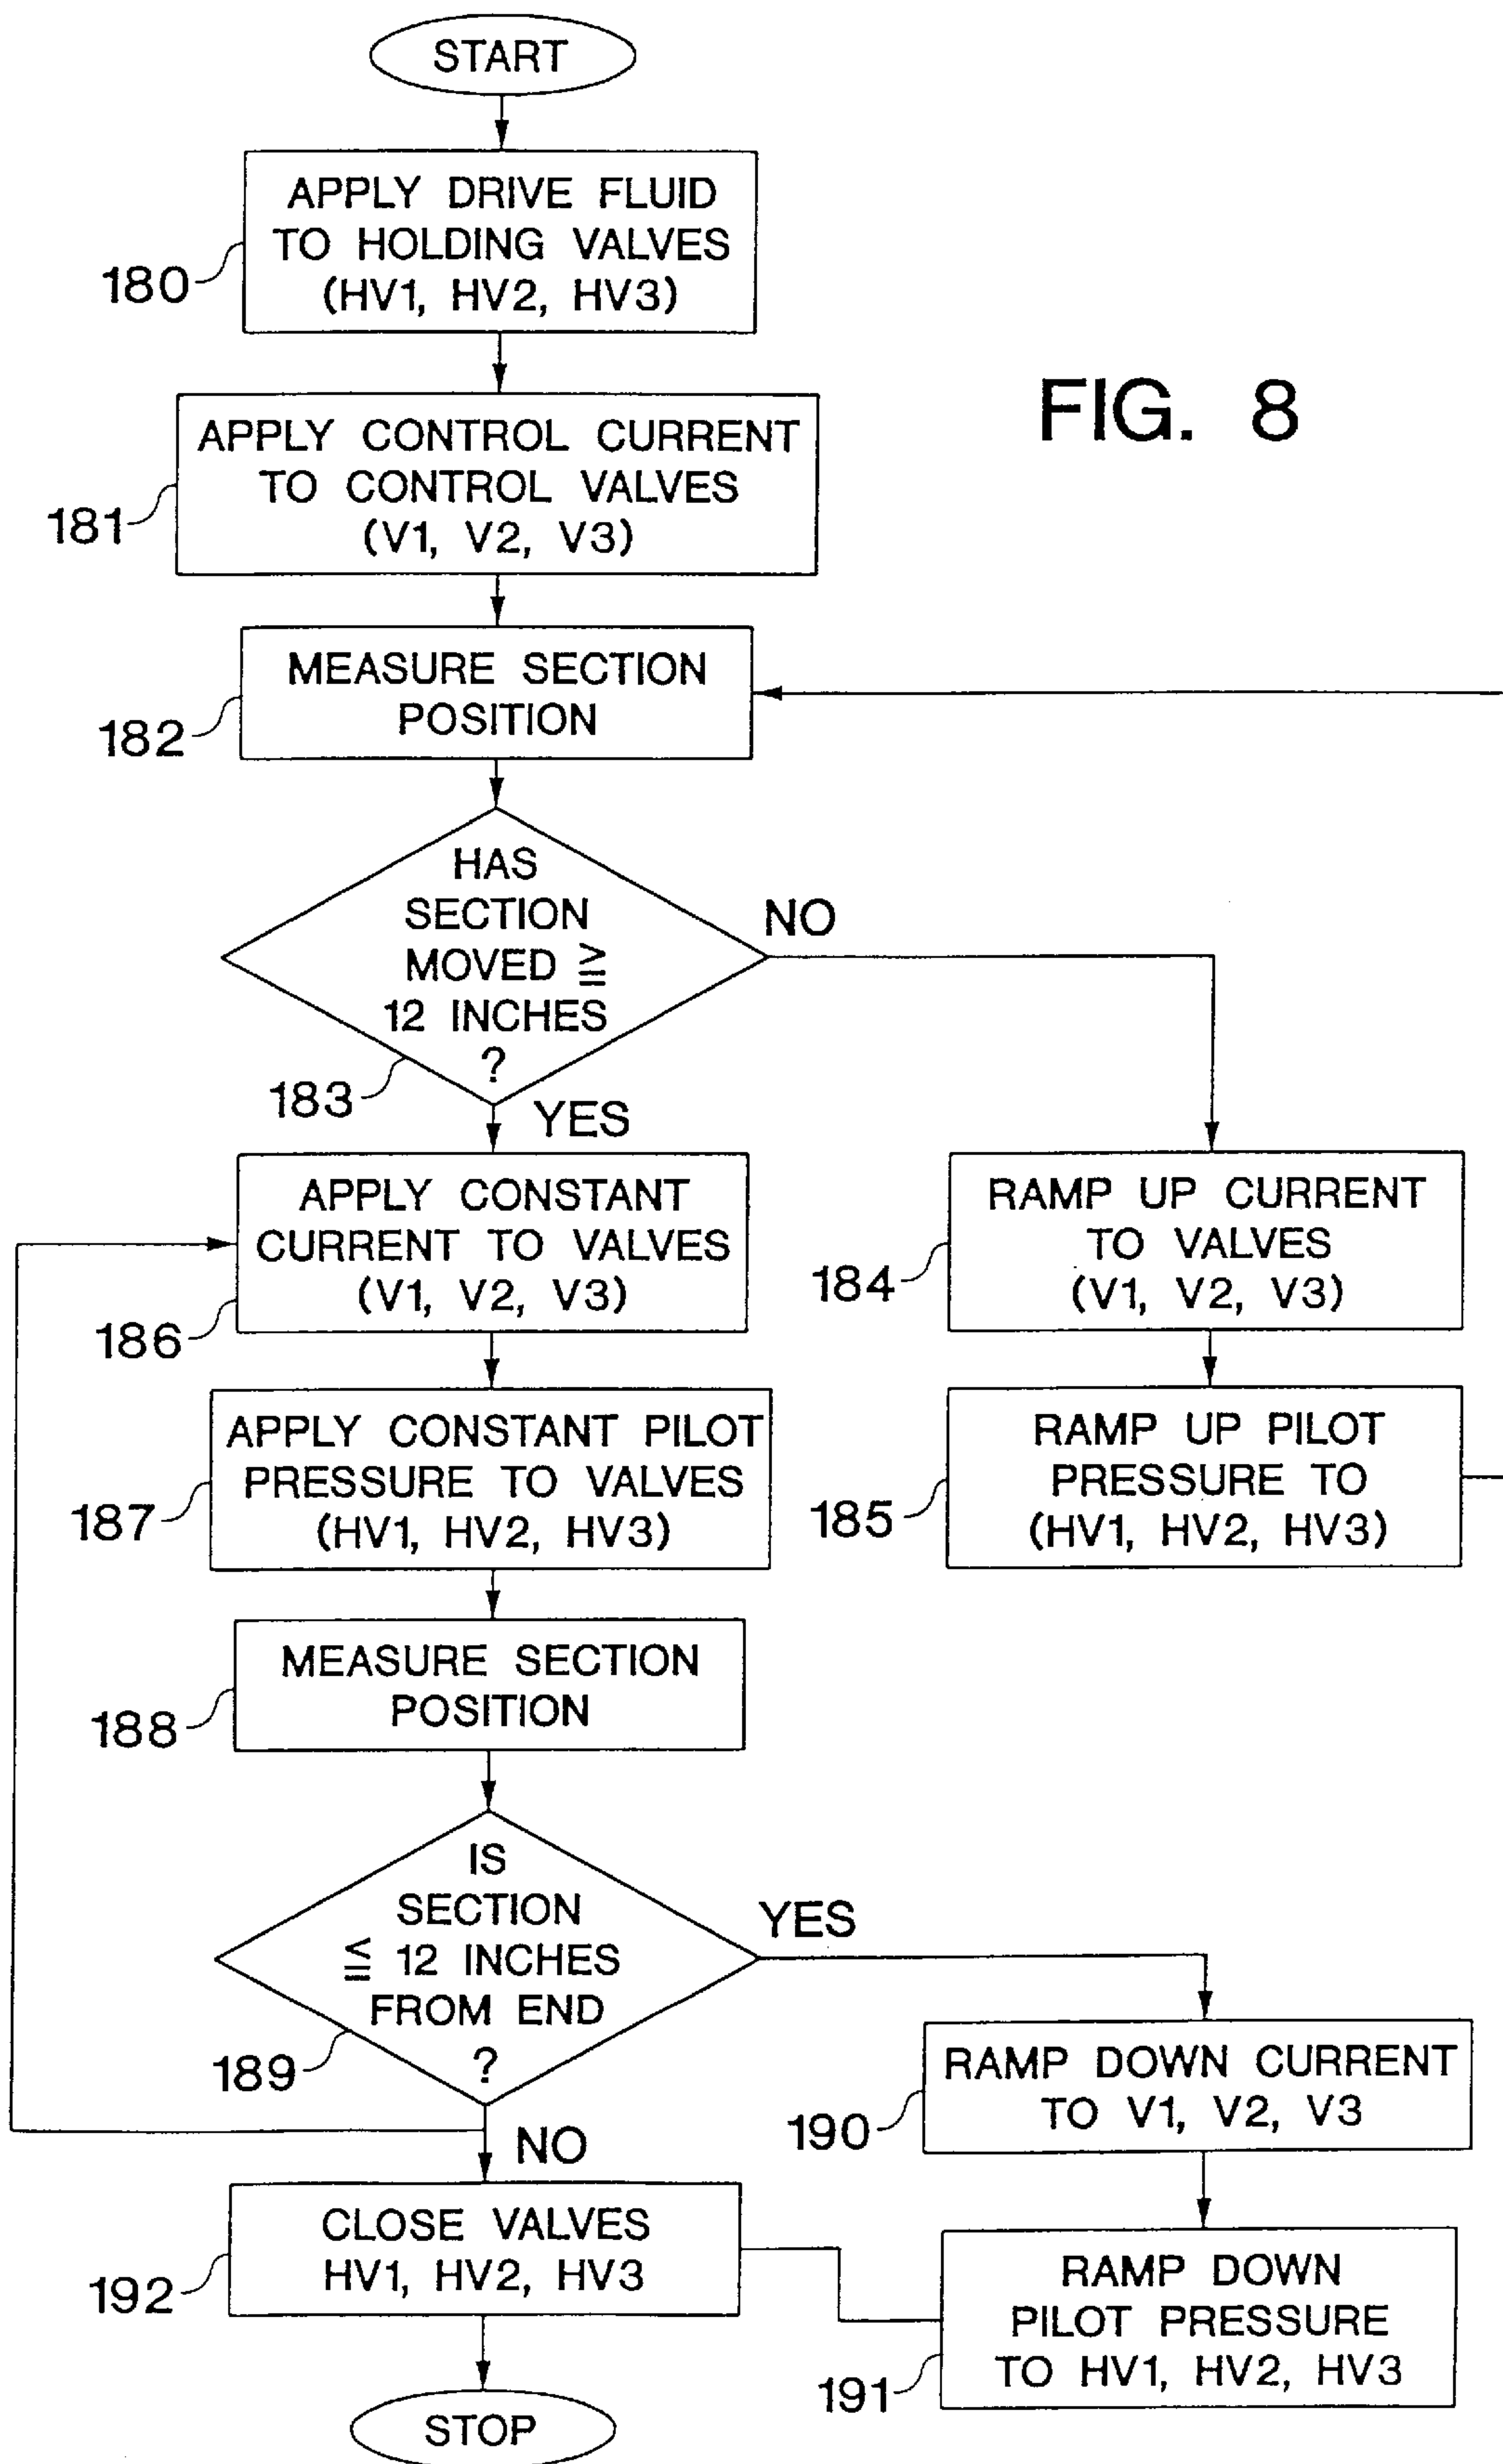 START
APPLY DRIVE FLUID
TO HOLDING VALVES
(HV1, HV2, HV3)
180
FIG. 8
APPLY CONTROL CURRENT
TO CONTROL VALVES
(V1, V2, V3)
181
MEASURE SECTION
POSITION
182
HAS
SECTION
MOVED ≧
12 INCHES
?
183
NO
YES
APPLY CONSTANT
CURRENT TO VALVES
(V1, V2, V3)
186
RAMP UP CURRENT
TO VALVES
(V1, V2, V3)
184
APPLY CONSTANT PILOT
PRESSURE TO VALVES
(HV1, HV2, HV3)
187
RAMP UP PILOT
PRESSURE TO
(HV1, HV2, HV3)
185
MEASURE SECTION
POSITION
188
IS
SECTION
≦ 12 INCHES
FROM END
?
189
YES
NO
RAMP DOWN CURRENT
TO V1, V2, V3
190
CLOSE VALVES
HV1, HV2, HV3
192
RAMP DOWN
PILOT PRESSURE
TO HV1, HV2, HV3
191
STOP